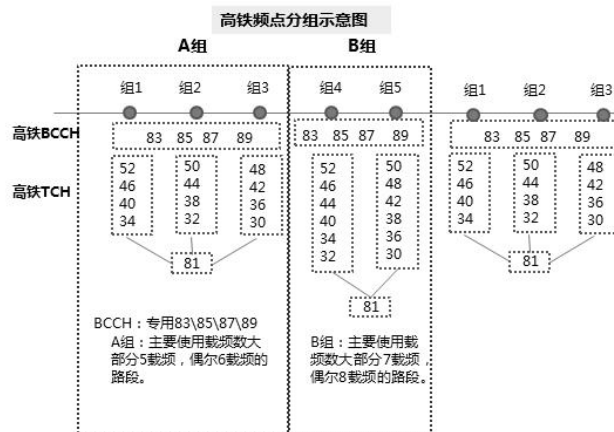 高铁频点分组示意图
A组 B组
组1 组2 组3 组4 组5 组1 组2 组3
高铁BCCH 83 85 87 89 83 85 87 89 83 85 87 89
高铁TCH
52 50 48 52 50 52 50 48
46 44 42 46 48 46 44 42
40 38 36 44 42 40 38 36
34 32 30 40 38 34 32 30
34 36
32 30
81 81
81
BCCH：专用83\85\87\89
A组：主要使用载频数大
部分5载频，偶尔6载频的
路段。
B组：主要使用载
频数大部分7载频，
偶尔8载频的路段。